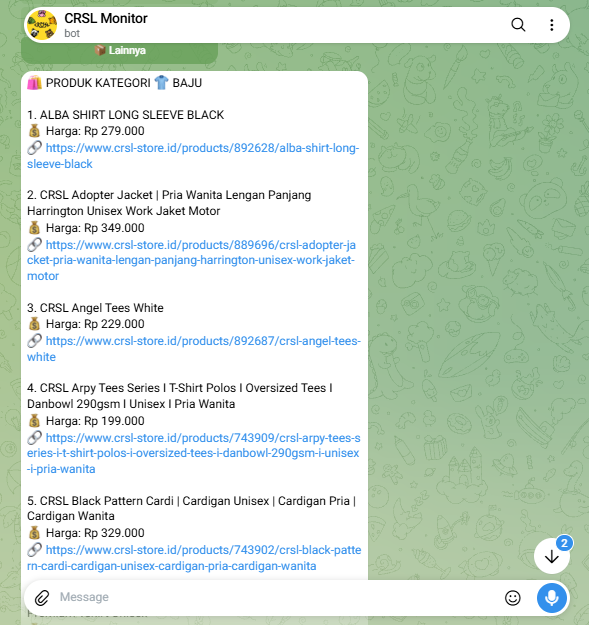 CRSL Monitor
bot
📦 Lainnya
🛍️ PRODUK KATEGORI 👕 BAJU
1. ALBA SHIRT LONG SLEEVE BLACK
💰 Harga: Rp 279.000
🔗 https://www.crsl-store.id/products/892628/alba-shirt-long-
sleeve-black
2. CRSL Adopter Jacket | Pria Wanita Lengan Panjang
Harrington Unisex Work Jaket Motor
💰 Harga: Rp 349.000
🔗 https://www.crsl-store.id/products/889696/crsl-adopter-ja
cket-pria-wanita-lengan-panjang-harrington-unisex-work-jaket-
motor
3. CRSL Angel Tees White
💰 Harga: Rp 229.000
🔗 https://www.crsl-store.id/products/892687/crsl-angel-tees-
white
4. CRSL Arpy Tees Series I T-Shirt Polos I Oversized Tees I
Danbowl 290gsm I Unisex I Pria Wanita
💰 Harga: Rp 199.000
🔗 https://www.crsl-store.id/products/743909/crsl-arpy-tees-s
eries-i-t-shirt-polos-i-oversized-tees-i-danbowl-290gsm-i-unisex
-i-pria-wanita
5. CRSL Black Pattern Cardi | Cardigan Unisex | Cardigan Pria |
Cardigan Wanita
💰 Harga: Rp 329.000
🔗 https://www.crsl-store.id/products/743902/crsl-black-patte
rn-cardi-cardigan-unisex-cardigan-pria-cardigan-wanita
2
Message